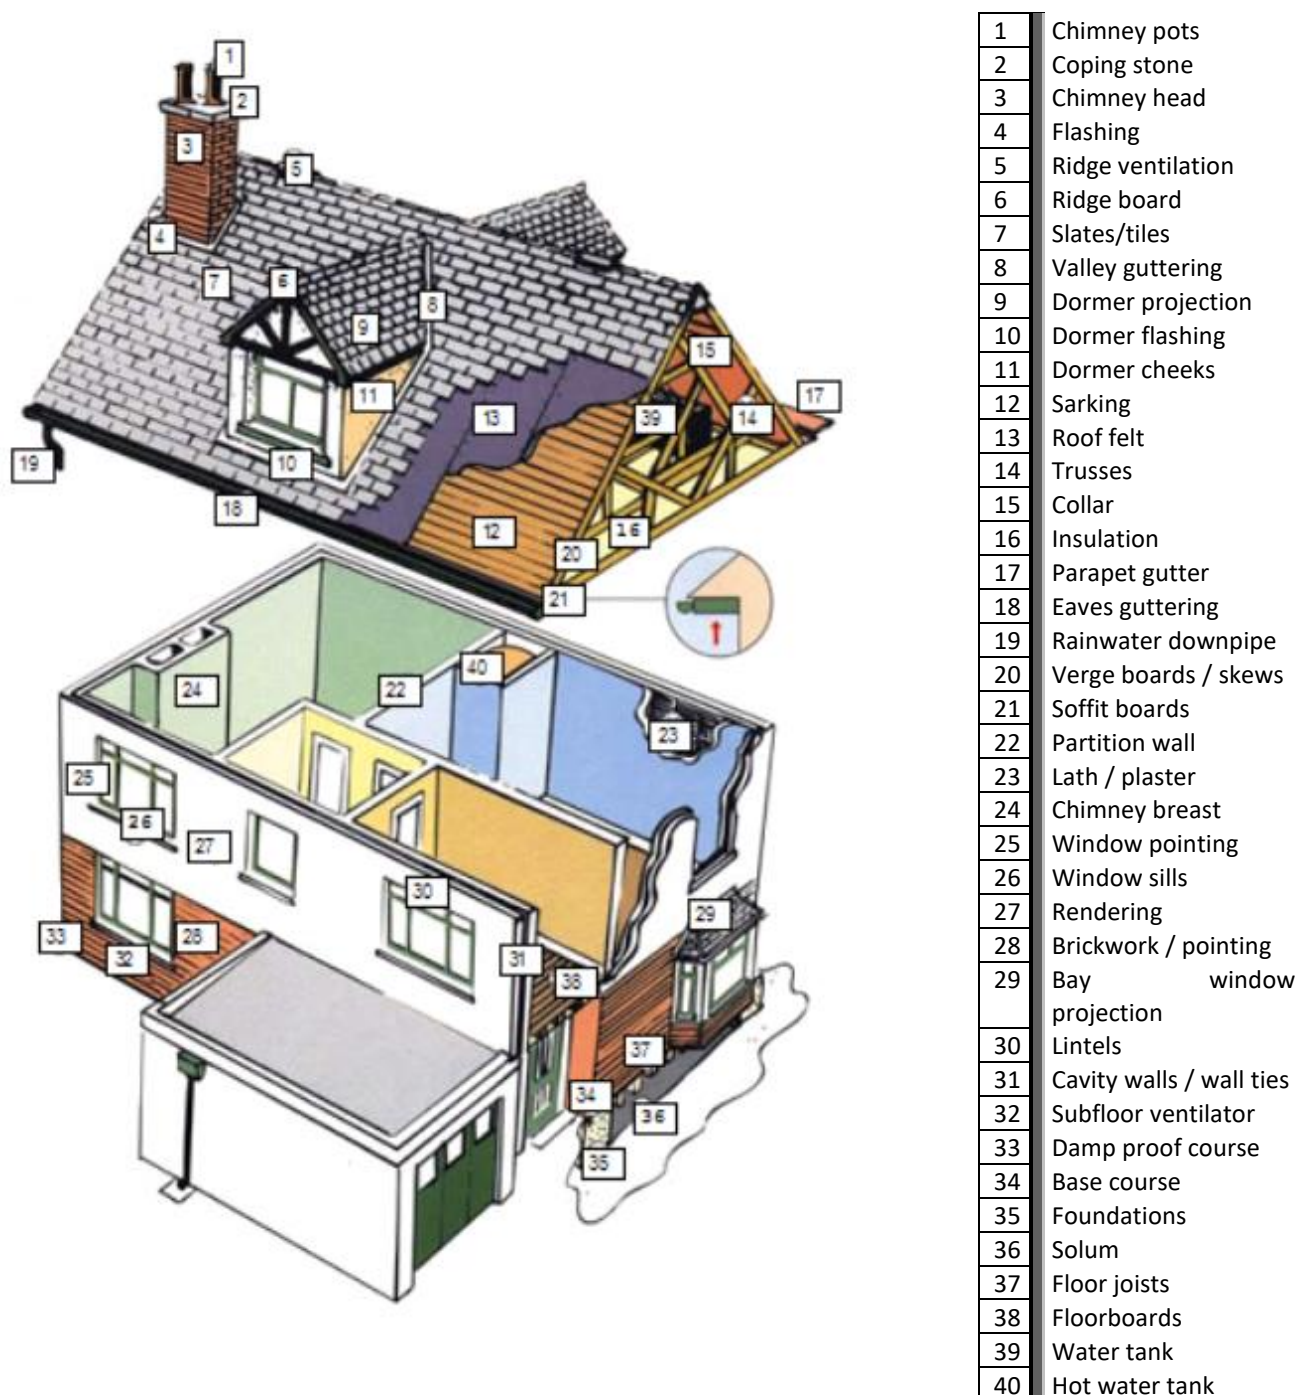 1
2
3
5
4
7
6
8
9
15
11
17
13
39
14
19
10
18
12
16
20
21
40
24
22
23
25
26
27
30
29
33
28
32
31
38
37
34
36
35
1 Chimney pots
2 Coping stone
3 Chimney head
4 Flashing
5 Ridge ventilation
6 Ridge board
7 Slates/tiles
8 Valley guttering
9 Dormer projection
10 Dormer flashing
11 Dormer cheeks
12 Sarking
13 Roof felt
14 Trusses
15 Collar
16 Insulation
17 Parapet gutter
18 Eaves guttering
19 Rainwater downpipe
20 Verge boards / skews
21 Soffit boards
22 Partition wall
23 Lath / plaster
24 Chimney breast
25 Window pointing
26 Window sills
27 Rendering
28 Brickwork / pointing
29 Bay window
projection
30 Lintels
31 Cavity walls / wall ties
32 Subfloor ventilator
33 Damp proof course
34 Base course
35 Foundations
36 Solum
37 Floor joists
38 Floorboards
39 Water tank
40 Hot water tank